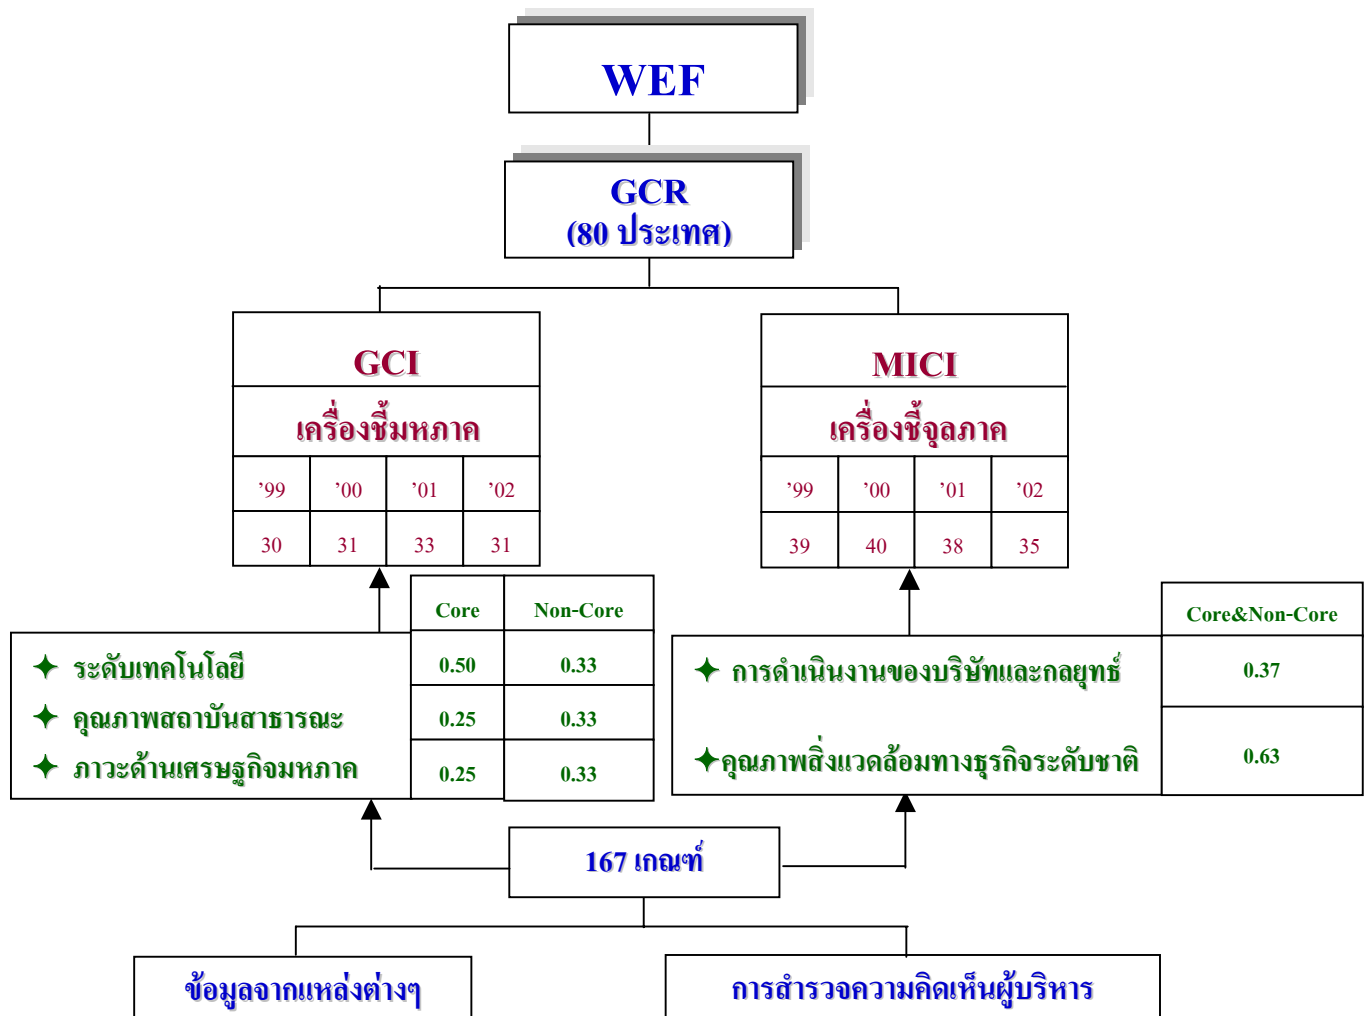 WEF
GCR
(80 ประเทศ)
GCI
เครื่องชี้มหภาค
’99 ’00 ’01 ’02
30 31 33 31
MICI
เครื่องชี้จุลภาค
’99 ’00 ’01 ’02
39 40 38 35
Core Non-Core
✦ ระดับเทคโนโลยี 0.50 0.33
✦ คุณภาพสถาบันสาธารณะ 0.25 0.33
✦ ภาวะด้านเศรษฐกิจมหภาค 0.25 0.33
Core&Non-Core
✦ การดำเนินงานของบริษัทและกลยุทธ์ 0.37
✦คุณภาพสิ่งแวดล้อมทางธุรกิจระดับชาติ 0.63
167 เกณฑ์
ข้อมูลจากแหล่งต่างๆ
การสำรวจความคิดเห็นผู้บริหาร